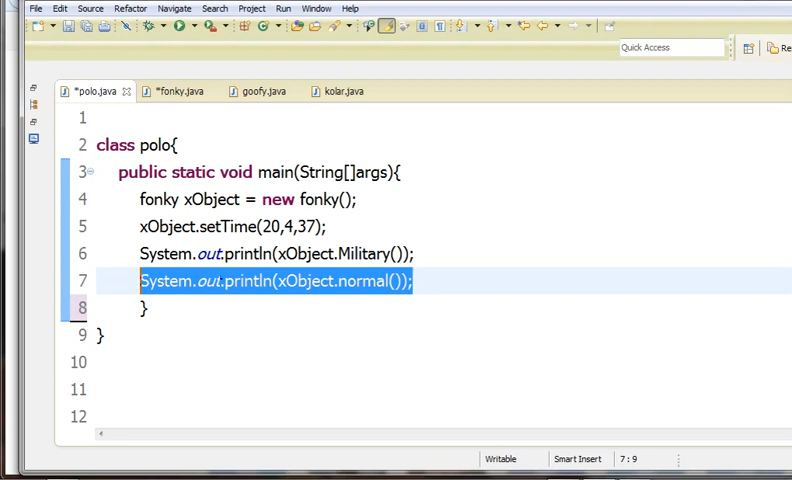 File Edit Source Refactor Navigate Search Project Run Window Help
Quick Access
Re
*polo.java *fonky.java goofy.java kolar.java
1
2 class polo{
3 public static void main(String[]args){
4 fonky xObject = new fonky();
5 xObject.setTime(20,4,37);
6 System.out.println(xObject.Military());
7 System.out.println(xObject.normal());
8 }
9 }
10
11
12
Writable Smart Insert 7 : 9